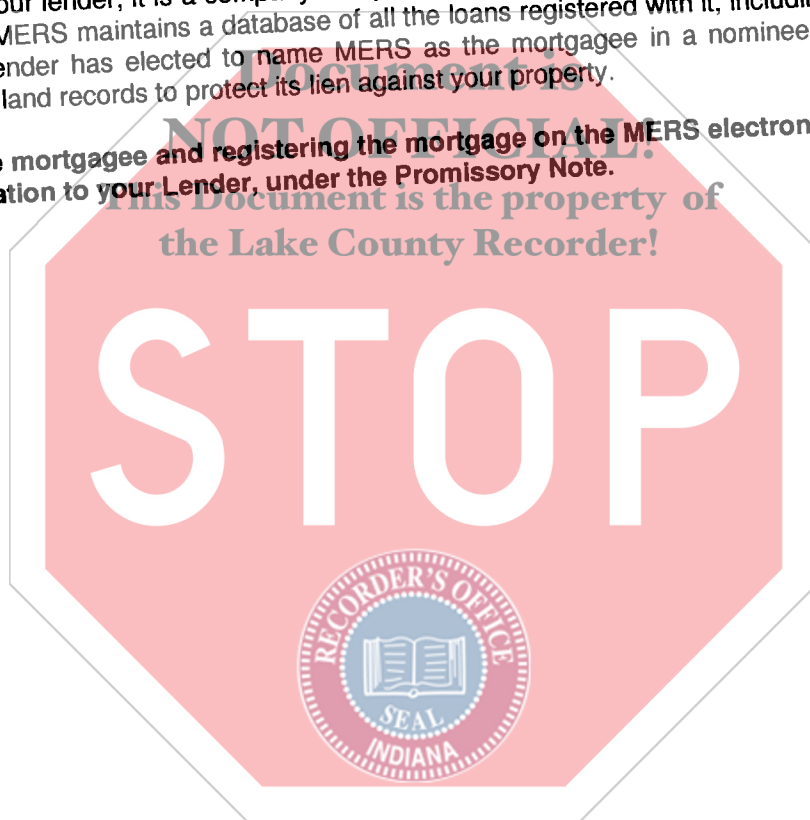 MERS maintains a database of all the loans registered with it, includi
ender has elected to name MERS as the mortgagee in a nominee
land records to protect its lien against your property.
Document is
NOT OFFICIAL!
e mortgagee and registering the mortgage on the MERS electron
ation to your Lender, under the Promissory Note.
This Document is the property of
the Lake County Recorder!
STOP
RECORDER'S OFFICE
SEAL
INDIANA